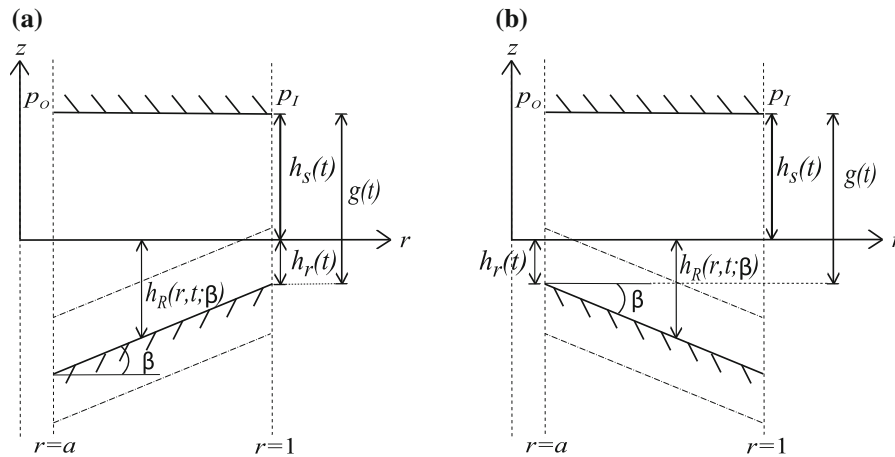 (a)
z
p_O
p_I
h_s(t)
g(t)
r
h_r(t)
h_R(r,t;β)
β
r=a
r=1
(b)
z
p_O
p_I
h_s(t)
g(t)
r
h_r(t)
h_R(r,t;β)
β
r=a
r=1